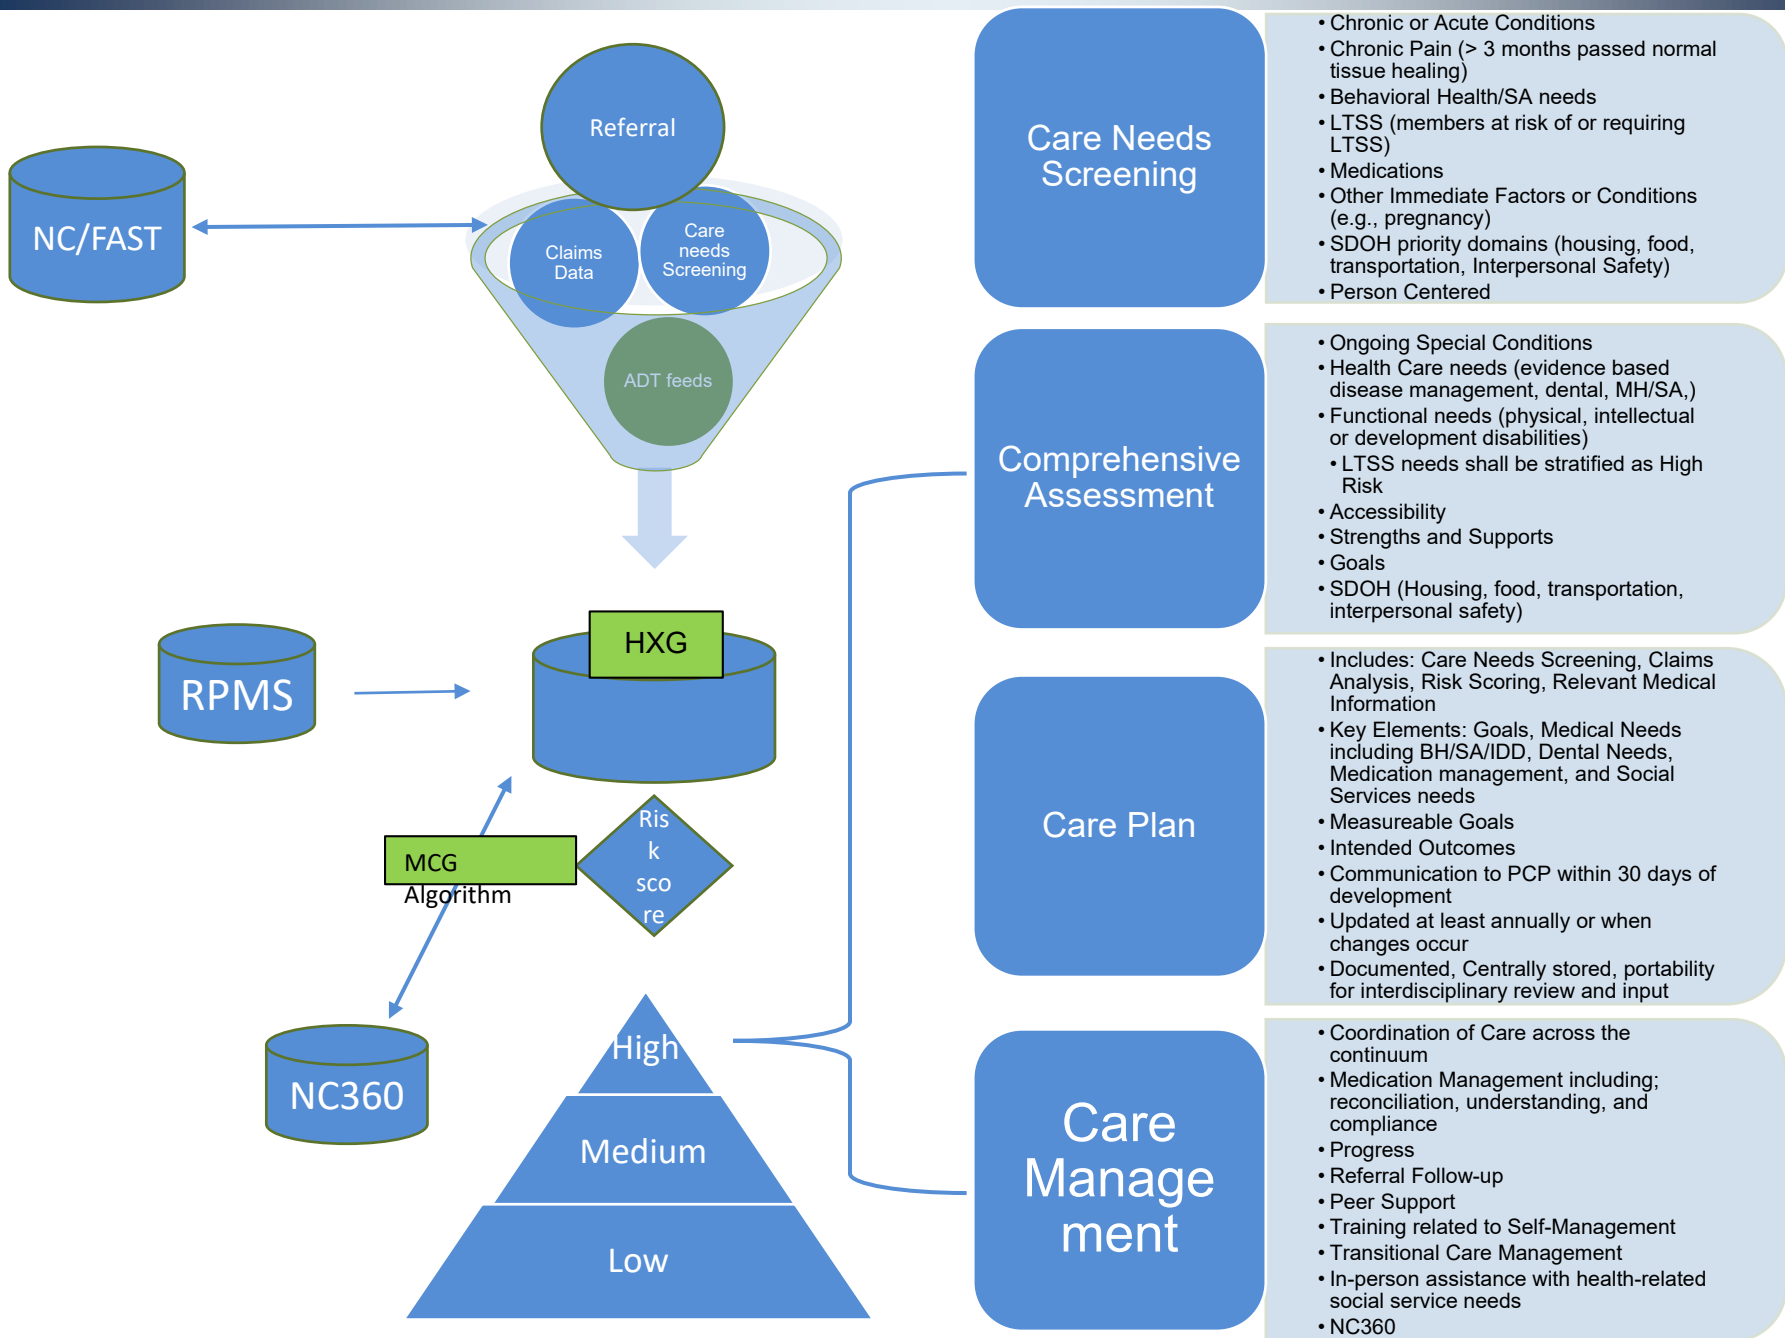 Referral
NC/FAST
Claims
Data
Care
needs
Screening
ADT feeds
HXG
RPMS
MCG
Algorithm
Ris
k
sco
re
NC360
High
Medium
Low
Care Needs
Screening
• Chronic or Acute Conditions
• Chronic Pain (> 3 months passed normal
tissue healing)
• Behavioral Health/SA needs
• LTSS (members at risk of or requiring
LTSS)
• Medications
• Other Immediate Factors or Conditions
(e.g., pregnancy)
• SDOH priority domains (housing, food,
transportation, Interpersonal Safety)
• Person Centered
Comprehensive
Assessment
• Ongoing Special Conditions
• Health Care needs (evidence based
disease management, dental, MH/SA,)
• Functional needs (physical, intellectual
or development disabilities)
• LTSS needs shall be stratified as High
Risk
• Accessibility
• Strengths and Supports
• Goals
• SDOH (Housing, food, transportation,
interpersonal safety)
Care Plan
• Includes: Care Needs Screening, Claims
Analysis, Risk Scoring, Relevant Medical
Information
• Key Elements: Goals, Medical Needs
including BH/SA/IDD, Dental Needs,
Medication management, and Social
Services needs
• Measureable Goals
• Intended Outcomes
• Communication to PCP within 30 days of
development
• Updated at least annually or when
changes occur
• Documented, Centrally stored, portability
for interdisciplinary review and input
Care
Manage
ment
• Coordination of Care across the
continuum
• Medication Management including;
reconciliation, understanding, and
compliance
• Progress
• Referral Follow-up
• Peer Support
• Training related to Self-Management
• Transitional Care Management
• In-person assistance with health-related
social service needs
• NC360